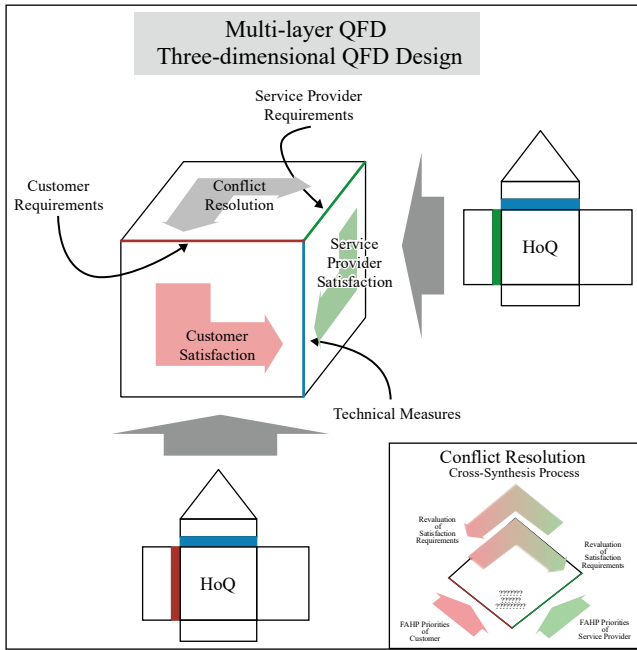 Multi-layer QFD
Three-dimensional QFD Design
Service Provider
Requirements
Customer
Requirements
Conflict
Resolution
Service
Provider
Satisfaction
HoQ
Customer
Satisfaction
Technical Measures
HoQ
Conflict Resolution
Cross-Synthesis Process
Revaluation
of
Satisfaction
Requirements
Revaluation
of
Satisfaction
Requirements
???????
??????
?????????
FAHP Priorities
of
Customer
FAHP Priorities
of
Service Provider